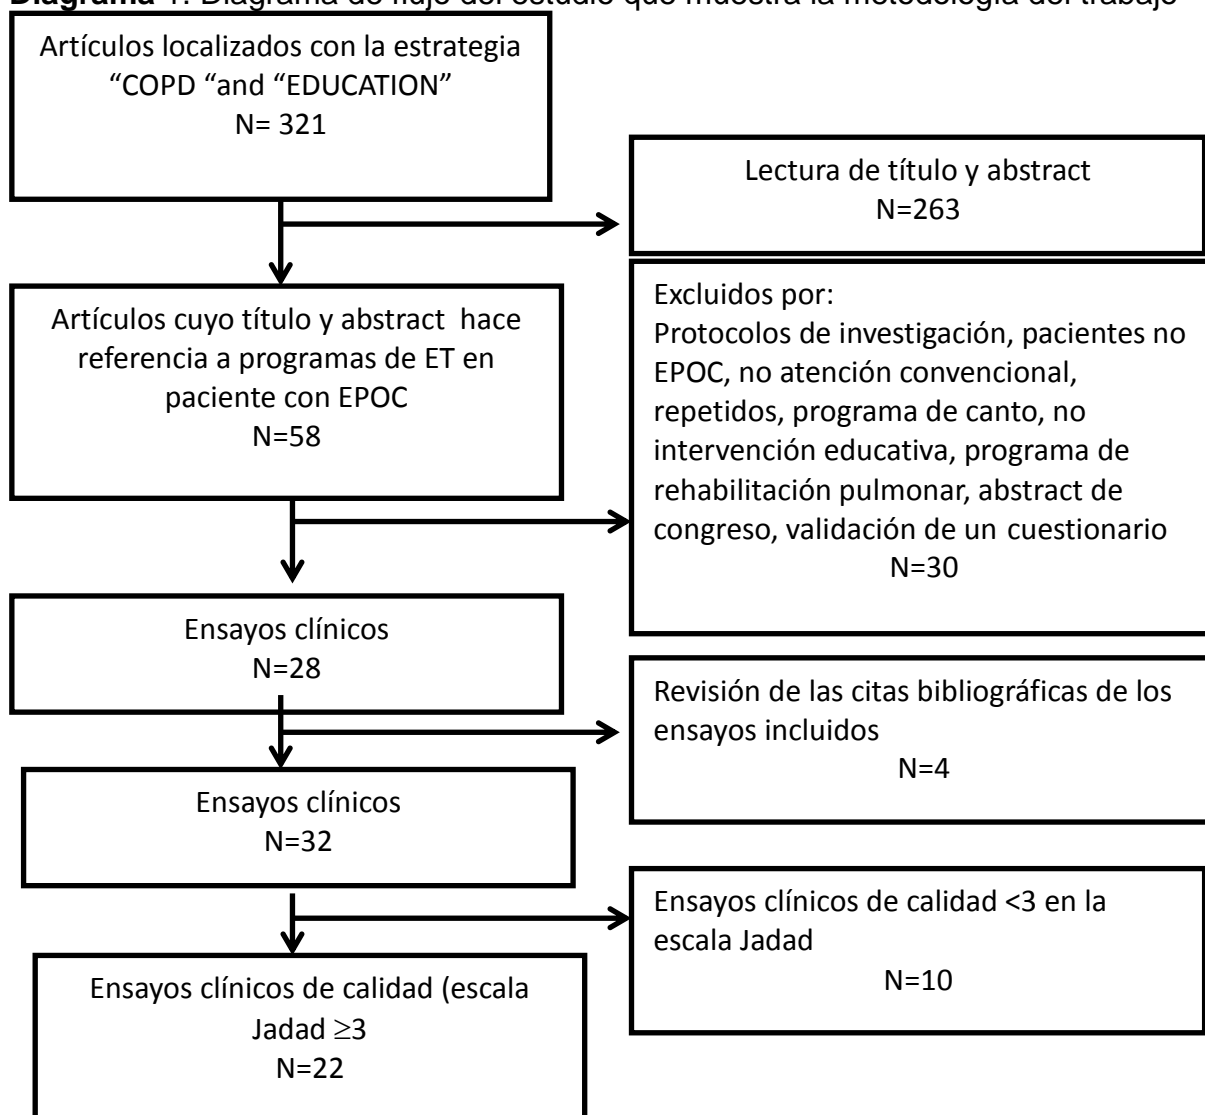 Diagrama 1. Diagrama de flujo del estudio que muestra la metodología del trabajo
Artículos localizados con la estrategia
“COPD “and “EDUCATION”
N= 321
Lectura de título y abstract
N=263
Artículos cuyo título y abstract hace
referencia a programas de ET en
paciente con EPOC
N=58
Excluidos por:
Protocolos de investigación, pacientes no
EPOC, no atención convencional,
repetidos, programa de canto, no
intervención educativa, programa de
rehabilitación pulmonar, abstract de
congreso, validación de un cuestionario
N=30
Ensayos clínicos
N=28
Revisión de las citas bibliográficas de los
ensayos incluidos
N=4
Ensayos clínicos
N=32
Ensayos clínicos de calidad <3 en la
escala Jadad
N=10
Ensayos clínicos de calidad (escala
Jadad ≥3
N=22